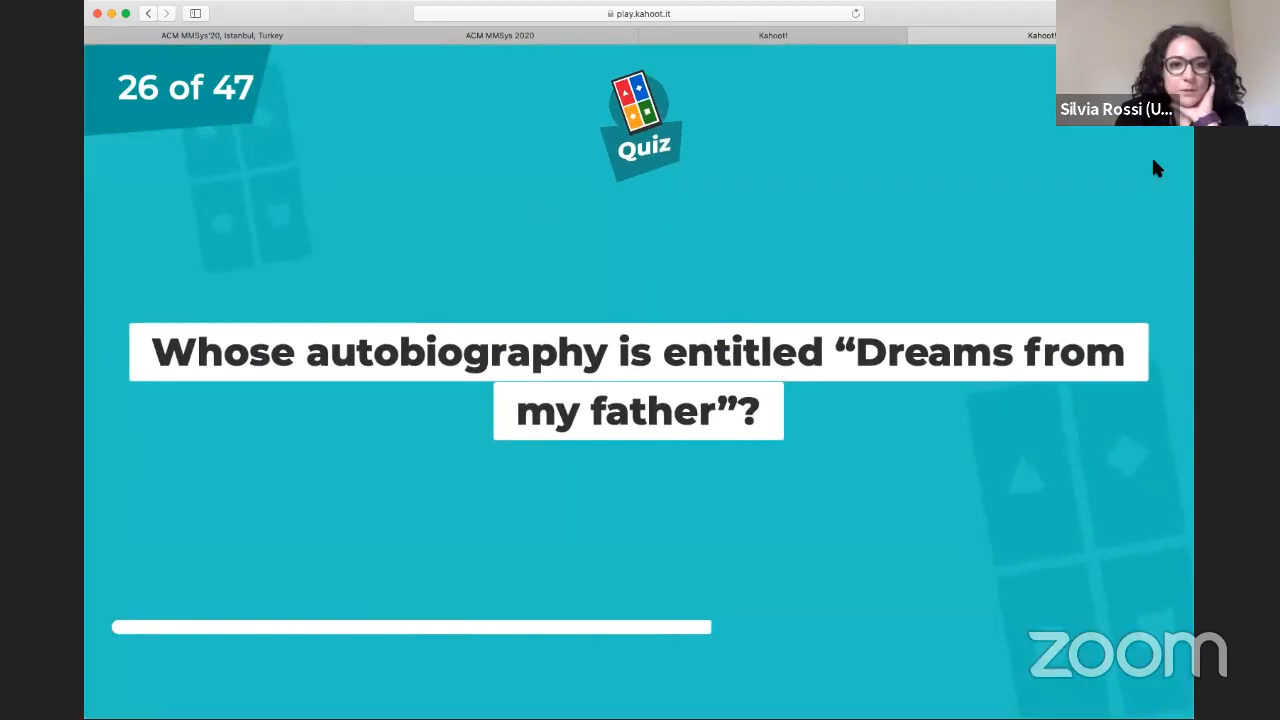 play.kahoot.it
ACM MMSys'20, Istanbul, Turkey
ACM MMSys 2020
Kahoot!
Kahoot!
26 of 47
Quiz
Silvia Rossi (U...
Whose autobiography is entitled “Dreams from
my father”?
zoom